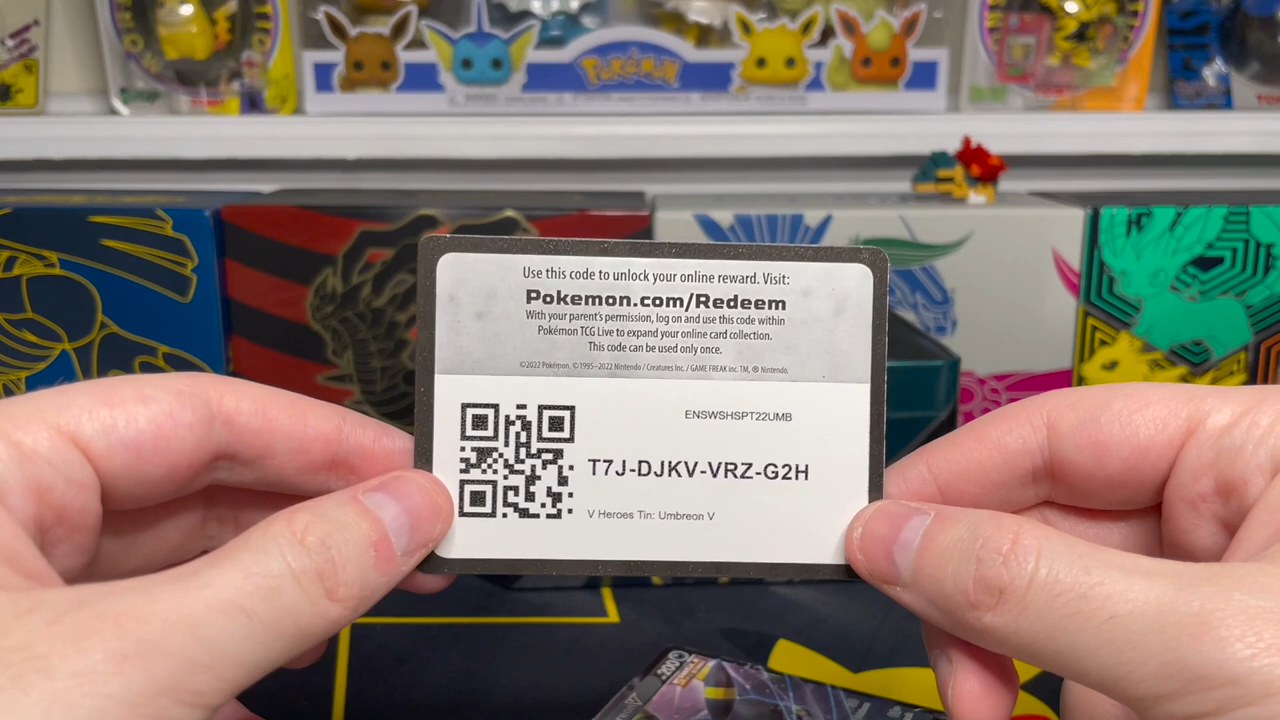 Pokémon
Use this code to unlock your online reward. Visit:
Pokemon.com/Redeem
With your parent's permission, log on and use this code within
Pokémon TCG Live to expand your online card collection.
This code can be used only once.
©2022 Pokémon. ©1995–2022 Nintendo / Creatures Inc. / GAME FREAK inc. TM, ® Nintendo.
ENSWSHSPT22UMB
T7J-DJKV-VRZ-G2H
V Heroes Tin: Umbreon V